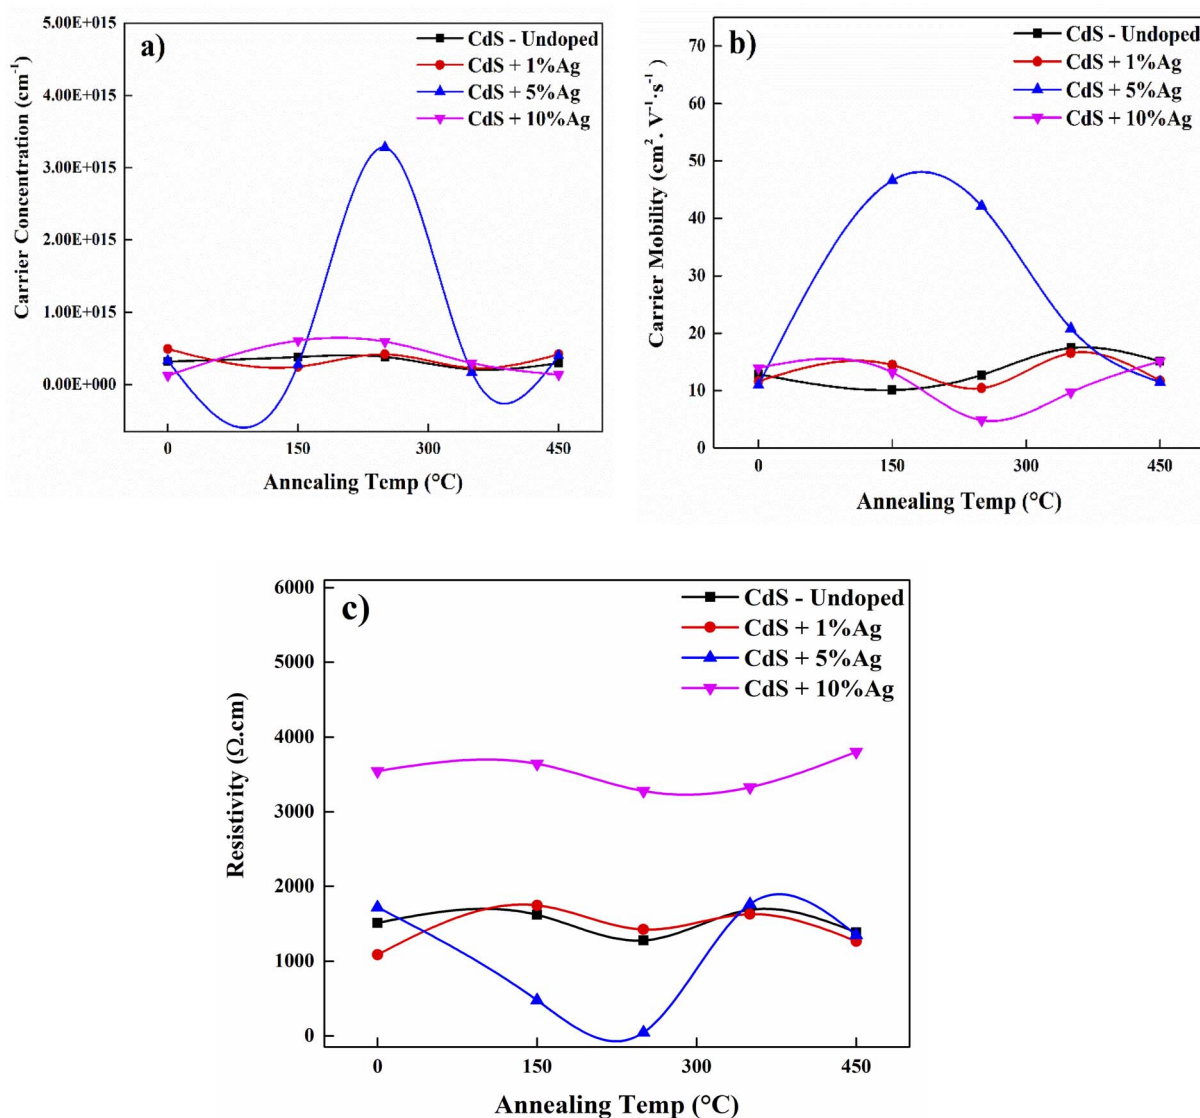 a)
CdS - Undoped
CdS + 1%Ag
CdS + 5%Ag
CdS + 10%Ag
5.00E+015
4.00E+015
3.00E+015
2.00E+015
1.00E+015
0.00E+000
Carrier Concentration (cm⁻¹)
0 150 300 450
Annealing Temp (°C)
b)
CdS - Undoped
CdS + 1%Ag
CdS + 5%Ag
CdS + 10%Ag
70
60
50
40
30
20
10
0
Carrier Mobility (cm². V⁻¹·s⁻¹)
0 150 300 450
Annealing Temp (°C)
c)
CdS - Undoped
CdS + 1%Ag
CdS + 5%Ag
CdS + 10%Ag
6000
5000
4000
3000
2000
1000
0
Resistivity (Ω.cm)
0 150 300 450
Annealing Temp (°C)